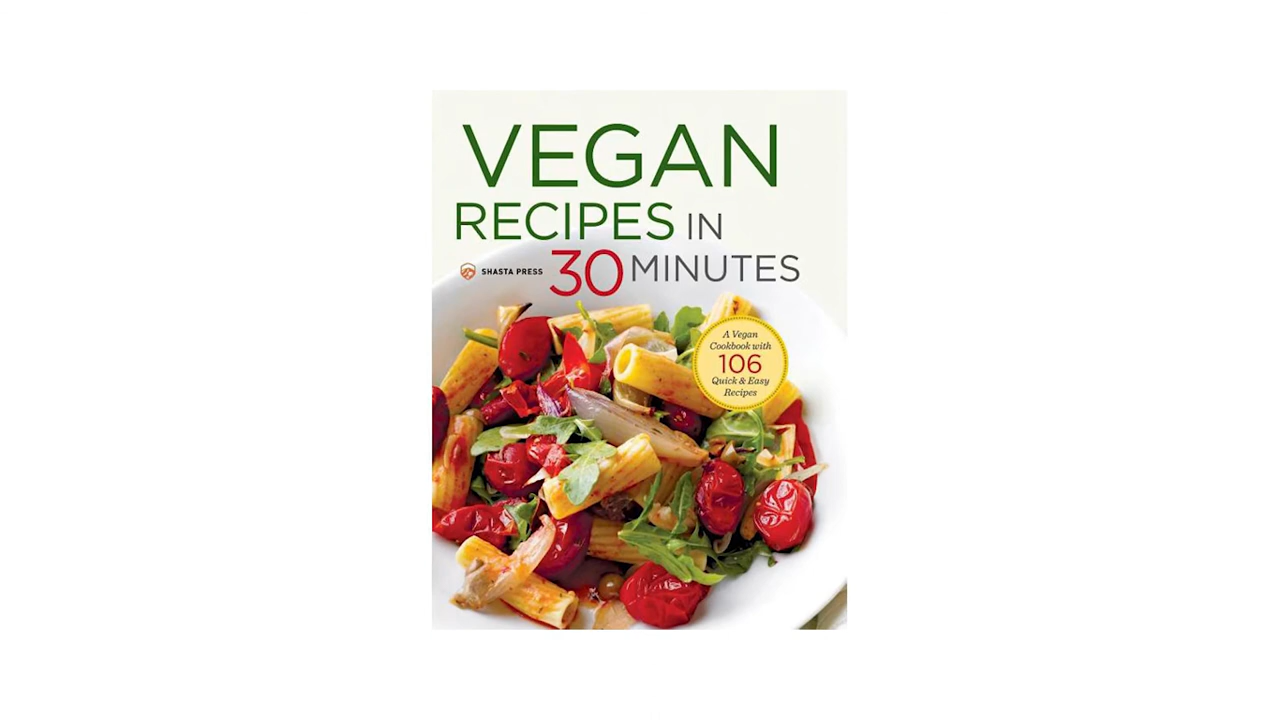 VEGAN
RECIPES IN
30 MINUTES
SHASTA PRESS
A Vegan
Cookbook with
106
Quick & Easy
Recipes